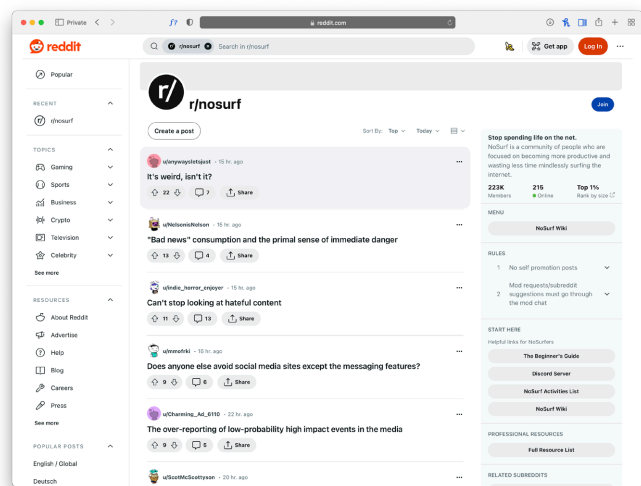 Private
f?
reddit.com
reddit
r/nosurf
Search in r/nosurf
Get app
Log In
Popular
RECENT
r/nosurf
TOPICS
Gaming
Sports
Business
Crypto
Television
Celebrity
See more
RESOURCES
About Reddit
Advertise
Help
Blog
Careers
Press
See more
POPULAR POSTS
English / Global
Deutsch
r/
r/nosurf
Join
Create a post
Sort By: Top
Today
u/anywayslotsjust • 15 hr. ago
It's weird, isn't it?
22
7
Share
u/NelsonisNelson • 15 hr. ago
"Bad news" consumption and the primal sense of immediate danger
13
4
Share
u/indie_horror_enjoyer • 15 hr. ago
Can't stop looking at hateful content
11
13
Share
u/mmofrki • 15 hr. ago
Does anyone else avoid social media sites except the messaging features?
9
6
Share
u/Charming_Ad_6110 • 22 hr. ago
The over-reporting of low-probability high impact events in the media
9
5
Share
u/ScotMcScottyson • 20 hr. ago
Stop spending life on the net.
NoSurf is a community of people who are
focused on becoming more productive and
wasting less time mindlessly surfing the
internet.
223K 215 Top 1%
Members Online Rank by size
MENU
NoSurf Wiki
RULES
1 No self promotion posts
Mod requests/subreddit
2 suggestions must go through
the mod chat
START HERE
Helpful links for NoSurfers
The Beginner's Guide
Discord Server
NoSurf Activities List
NoSurf Wiki
PROFESSIONAL RESOURCES
Full Resource List
RELATED SUBREDDITS